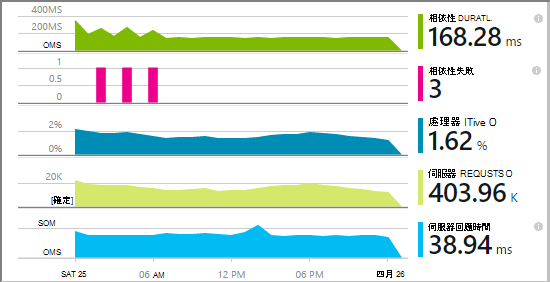 400MS
200MS
OMS
相依性 DURATL.
168.28 ms
1
0.5
0
相依性失敗
3
2%
0%
處理器 ITive O
1.62 %
20K
[確定]
伺服器 REQUSTS O
403.96 K
SOM
OMS
伺服器回應時間
38.94 ms
SAT 25
06 AM
12 PM
06 PM
四月 26